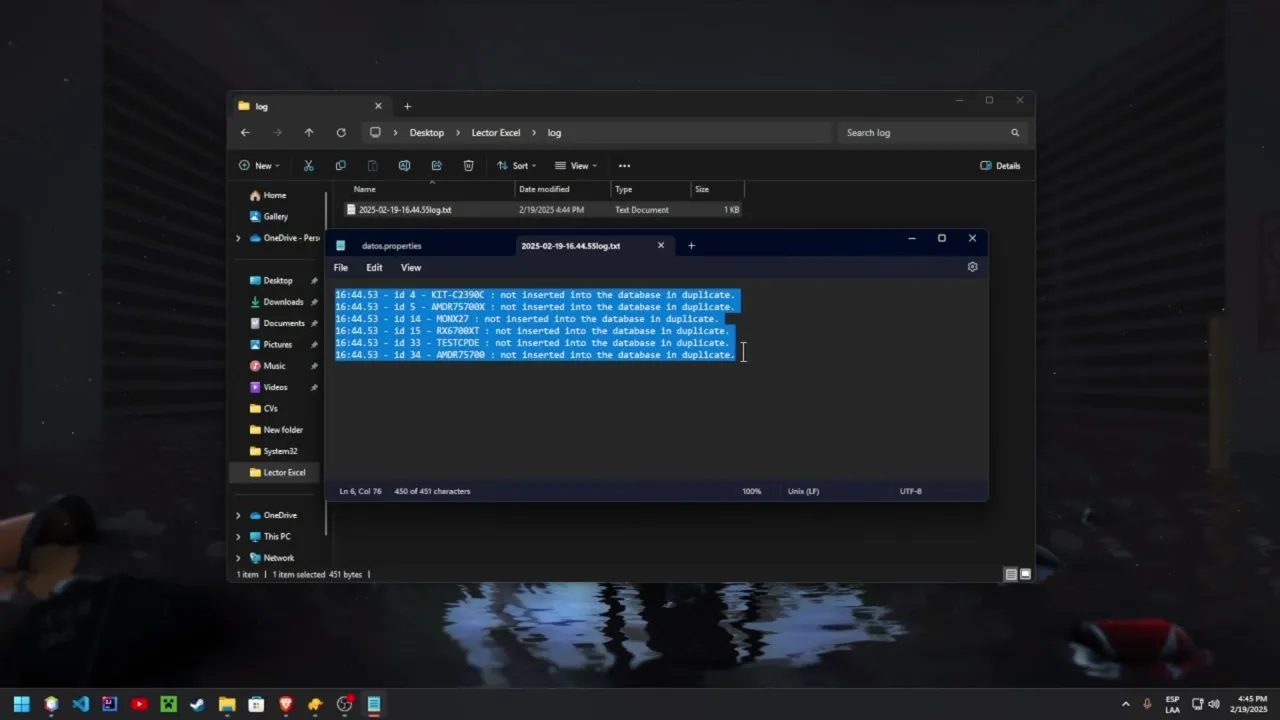 log
Desktop > Lector Excel > log
Search log
New
Sort
View
Details
Name
Date modified
Type
Size
2025-02-19-16.44.55log.txt
2/19/2025 4:44 PM
Text Document
1 KB
Home
Gallery
OneDrive - Pers
Desktop
Downloads
Documents
Pictures
Music
Videos
CVs
New folder
System32
Lector Excel
OneDrive
This PC
Network
1 item
1 item selected 451 bytes
datos.properties
2025-02-19-16.44.55log.txt
File
Edit
View
16:44.53 - id 4 - KIT-C2390C : not inserted into the database in duplicate.
16:44.53 - id 5 - AMDR75700X : not inserted into the database in duplicate.
16:44.53 - id 14 - MONX27 : not inserted into the database in duplicate.
16:44.53 - id 15 - RX6700XT : not inserted into the database in duplicate.
16:44.53 - id 33 - TESTCPDE : not inserted into the database in duplicate.
16:44.53 - id 34 - AMDR75700 : not inserted into the database in duplicate.
Ln 6, Col 76
450 of 451 characters
100%
Unix (LF)
UTF-8
ESP
LAA
4:45 PM
2/19/2025